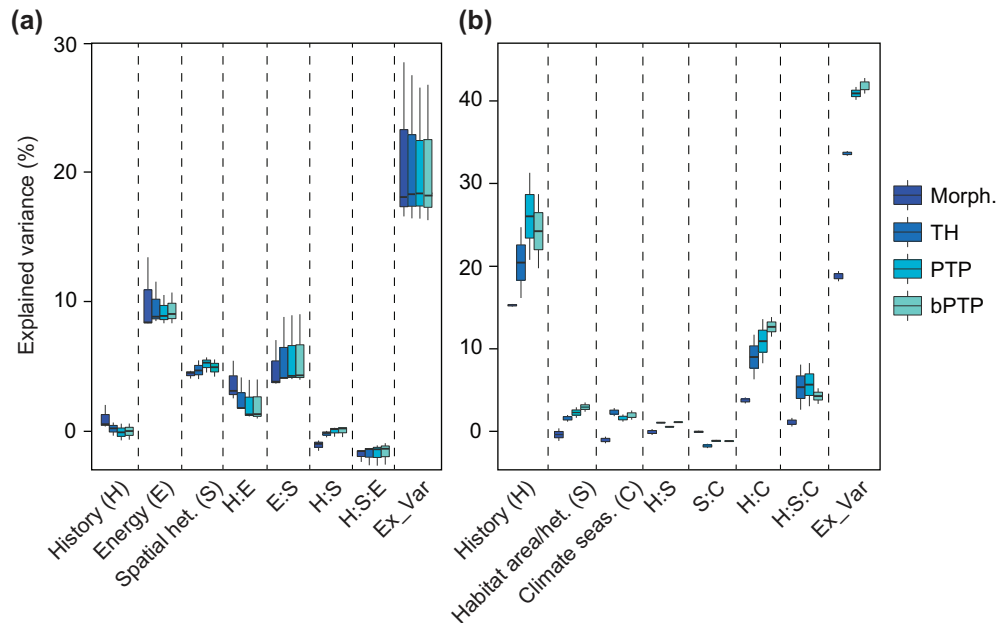 (a)
(b)
Explained variance (%)
30
20
10
0
History (H)
Energy (E)
Spatial het. (S)
H:E
E:S
H:S
H:S:E
Ex_Var
40
30
20
10
0
History (H)
Habitat area/het. (S)
Climate seas. (C)
H:S
S:C
H:C
H:S:C
Ex_Var
Morph.
TH
PTP
bPTP